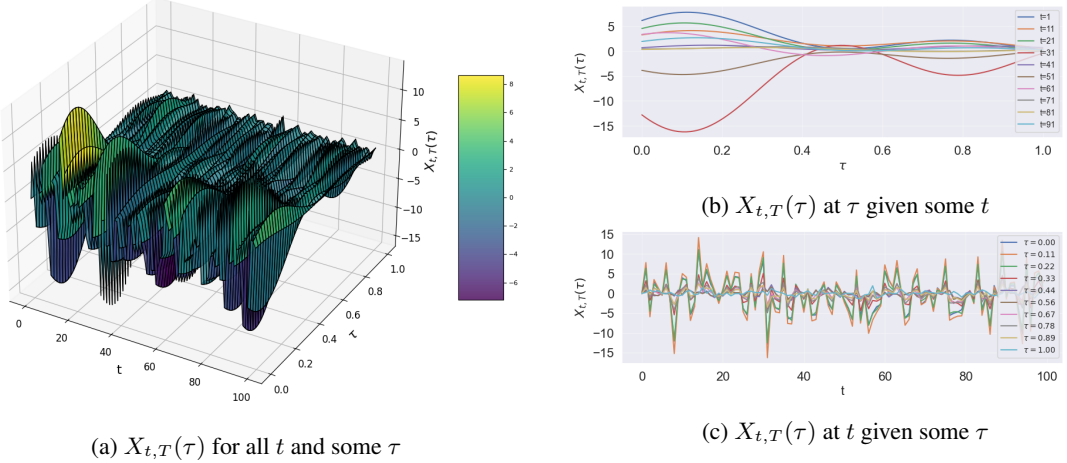 15
10
5
0
−5
−10
−15
X_{t,T}(τ)
0
20
40
60
80
100
t
0.0
0.2
0.4
0.6
0.8
1.0
τ
8
6
4
2
0
−2
−4
−6
(a) X_{t,T}(τ) for all t and some τ
5
0
−5
−10
−15
X_{t,T}(τ)
0.0 0.2 0.4 0.6 0.8 1.0
τ
t=1
t=11
t=21
t=31
t=41
t=51
t=61
t=71
t=81
t=91
(b) X_{t,T}(τ) at τ given some t
15
10
5
0
−5
−10
−15
X_{t,T}(τ)
0 20 40 60 80 100
t
τ = 0.00
τ = 0.11
τ = 0.22
τ = 0.33
τ = 0.44
τ = 0.56
τ = 0.67
τ = 0.78
τ = 0.89
τ = 1.00
(c) X_{t,T}(τ) at t given some τ